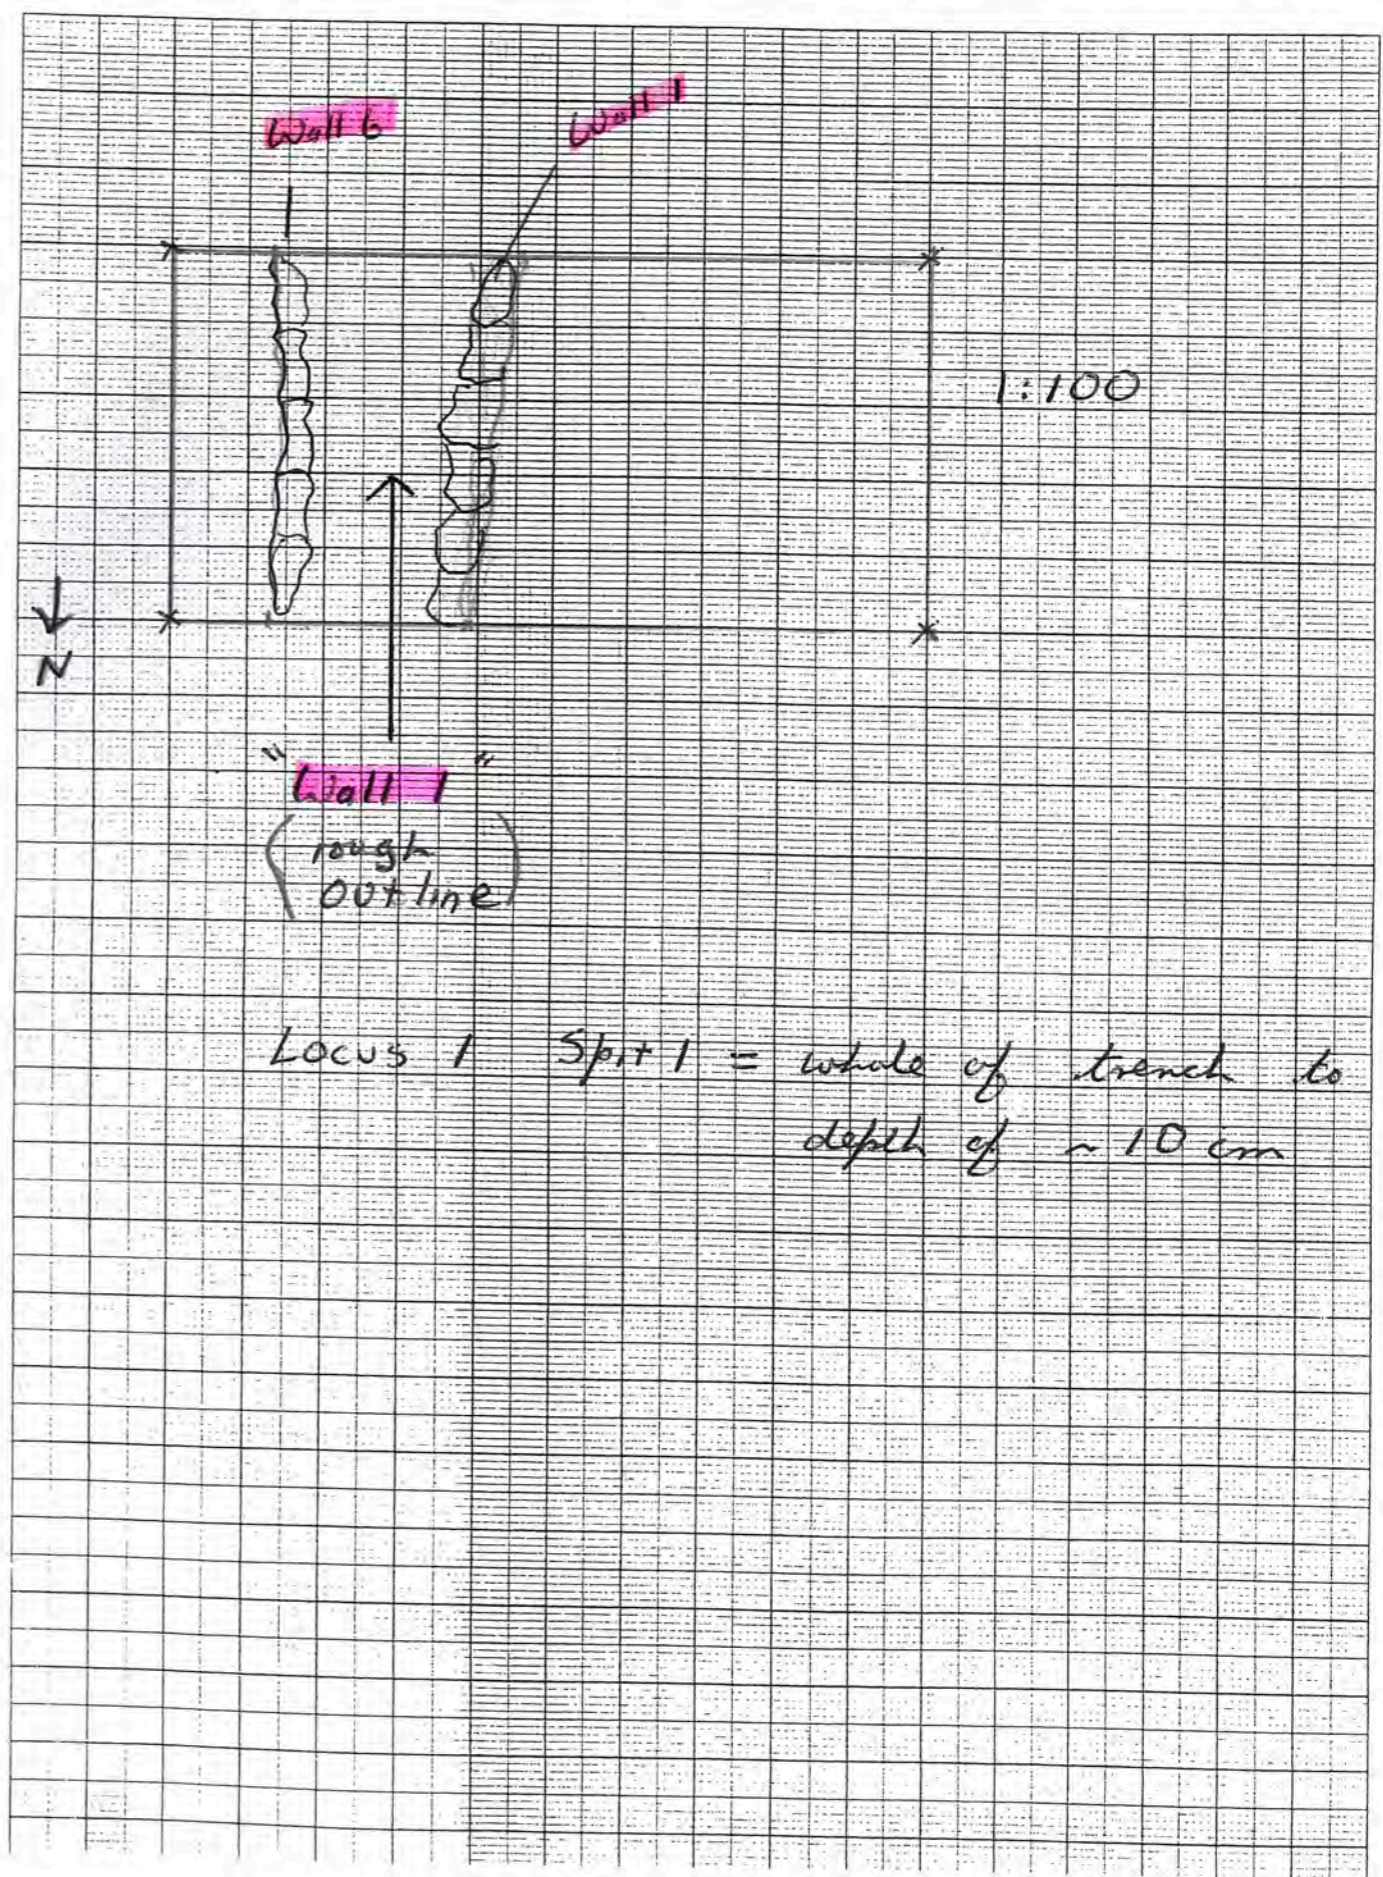 Wall 6
Wall 1
1:100
N
"Wall 1"
(rough
outline)
Locus 1 Spit 1 = whole of trench to
depth of ~ 10 cm